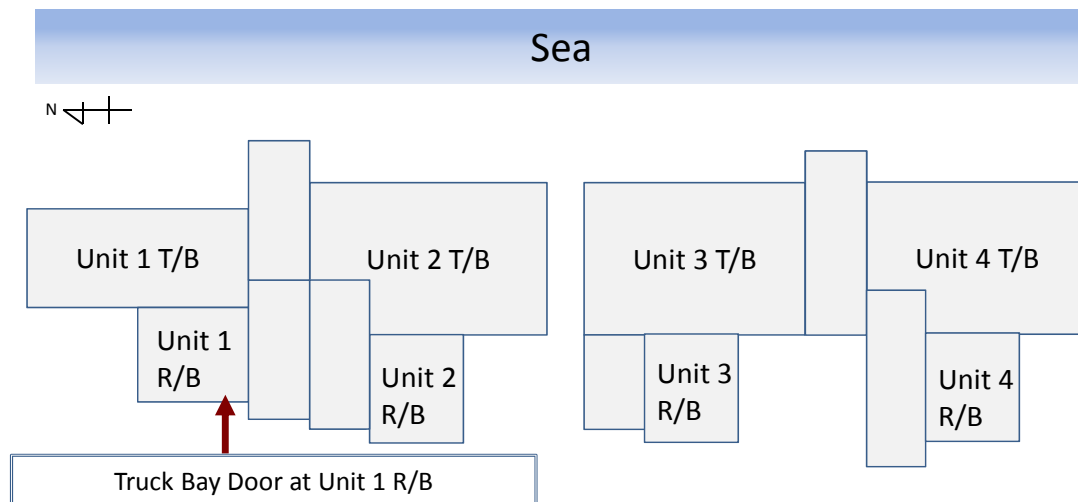 Sea
N
Unit 1 T/B
Unit 2 T/B
Unit 3 T/B
Unit 4 T/B
Unit 1
R/B
Unit 2
R/B
Unit 3
R/B
Unit 4
R/B
Truck Bay Door at Unit 1 R/B